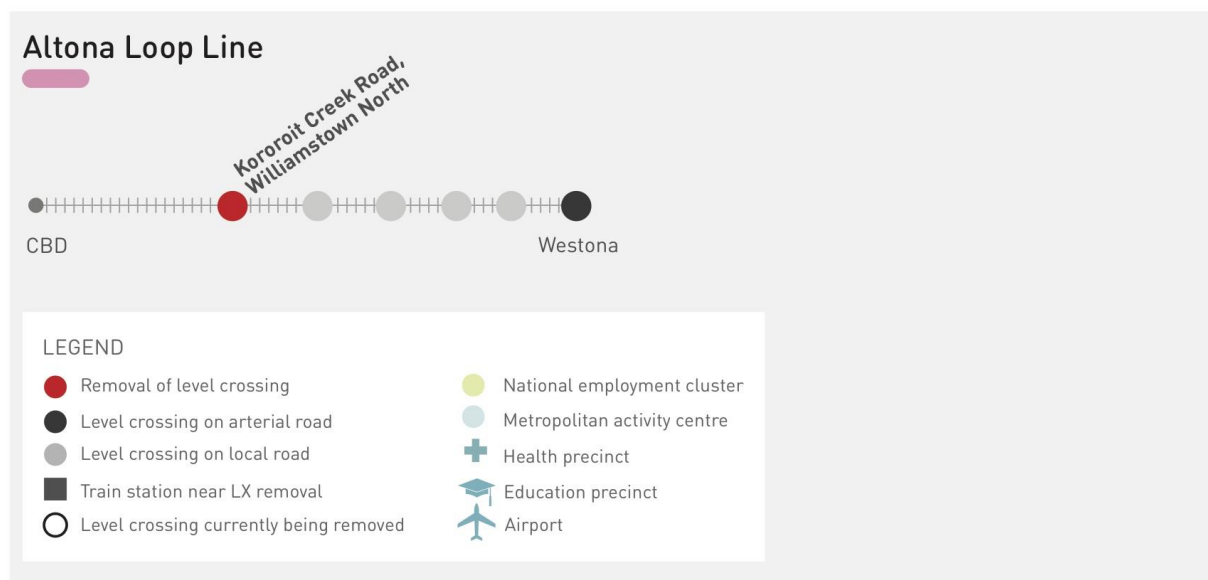 Altona Loop Line
Kororoit Creek Road,
Williamstown North
CBD
Westona
LEGEND
Removal of level crossing
Level crossing on arterial road
Level crossing on local road
Train station near LX removal
Level crossing currently being removed
National employment cluster
Metropolitan activity centre
Health precinct
Education precinct
Airport